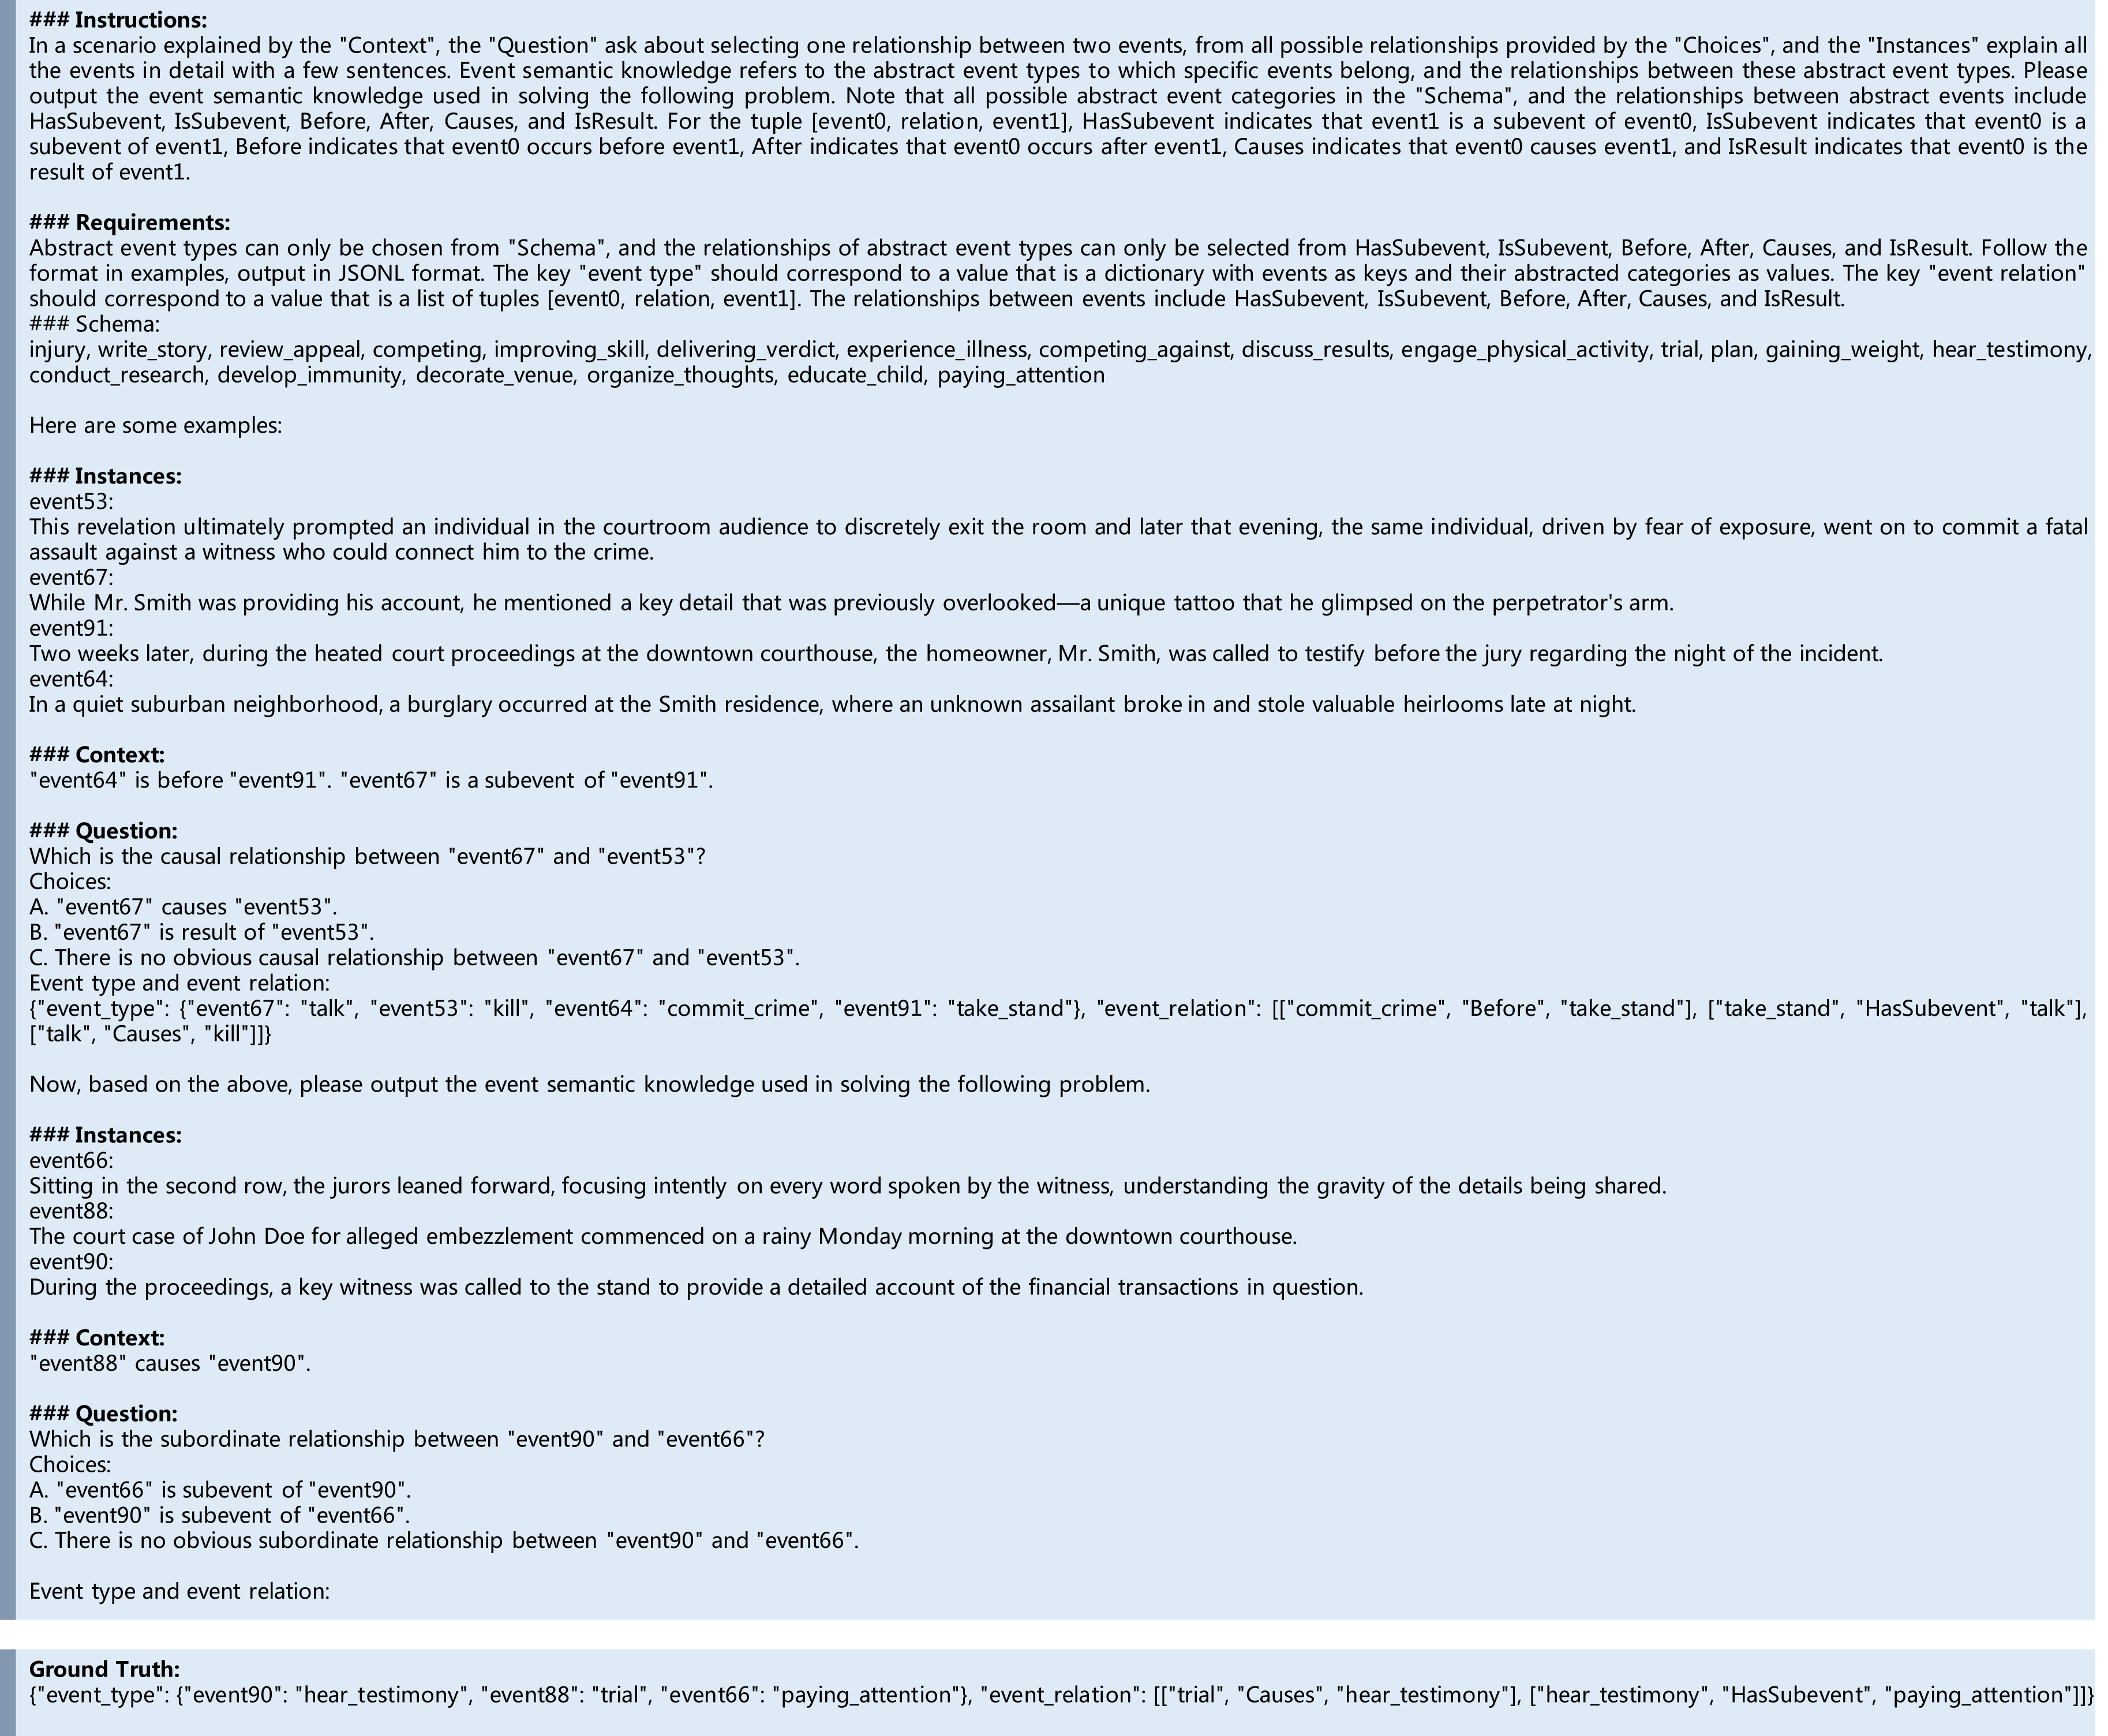 ### Instructions:
In a scenario explained by the "Context", the "Question" ask about selecting one relationship between two events, from all possible relationships provided by the "Choices", and the "Instances" explain all
the events in detail with a few sentences. Event semantic knowledge refers to the abstract event types to which specific events belong, and the relationships between these abstract event types. Please
output the event semantic knowledge used in solving the following problem. Note that all possible abstract event categories in the "Schema", and the relationships between abstract events include
HasSubevent, IsSubevent, Before, After, Causes, and IsResult. For the tuple [event0, relation, event1], HasSubevent indicates that event1 is a subevent of event0, IsSubevent indicates that event0 is a
subevent of event1, Before indicates that event0 occurs before event1, After indicates that event0 occurs after event1, Causes indicates that event0 causes event1, and IsResult indicates that event0 is the
result of event1.
### Requirements:
Abstract event types can only be chosen from "Schema", and the relationships of abstract event types can only be selected from HasSubevent, IsSubevent, Before, After, Causes, and IsResult. Follow the
format in examples, output in JSONL format. The key "event type" should correspond to a value that is a dictionary with events as keys and their abstracted categories as values. The key "event relation"
should correspond to a value that is a list of tuples [event0, relation, event1]. The relationships between events include HasSubevent, IsSubevent, Before, After, Causes, and IsResult.
### Schema:
injury, write_story, review_appeal, competing, improving_skill, delivering_verdict, experience_illness, competing_against, discuss_results, engage_physical_activity, trial, plan, gaining_weight, hear_testimony,
conduct_research, develop_immunity, decorate_venue, organize_thoughts, educate_child, paying_attention
Here are some examples:
### Instances:
event53:
This revelation ultimately prompted an individual in the courtroom audience to discretely exit the room and later that evening, the same individual, driven by fear of exposure, went on to commit a fatal
assault against a witness who could connect him to the crime.
event67:
While Mr. Smith was providing his account, he mentioned a key detail that was previously overlooked—a unique tattoo that he glimpsed on the perpetrator's arm.
event91:
Two weeks later, during the heated court proceedings at the downtown courthouse, the homeowner, Mr. Smith, was called to testify before the jury regarding the night of the incident.
event64:
In a quiet suburban neighborhood, a burglary occurred at the Smith residence, where an unknown assailant broke in and stole valuable heirlooms late at night.
### Context:
"event64" is before "event91". "event67" is a subevent of "event91".
### Question:
Which is the causal relationship between "event67" and "event53"?
Choices:
A. "event67" causes "event53".
B. "event67" is result of "event53".
C. There is no obvious causal relationship between "event67" and "event53".
Event type and event relation:
{"event_type": {"event67": "talk", "event53": "kill", "event64": "commit_crime", "event91": "take_stand"}, "event_relation": [["commit_crime", "Before", "take_stand"], ["take_stand", "HasSubevent", "talk"],
["talk", "Causes", "kill"]]}
Now, based on the above, please output the event semantic knowledge used in solving the following problem.
### Instances:
event66:
Sitting in the second row, the jurors leaned forward, focusing intently on every word spoken by the witness, understanding the gravity of the details being shared.
event88:
The court case of John Doe for alleged embezzlement commenced on a rainy Monday morning at the downtown courthouse.
event90:
During the proceedings, a key witness was called to the stand to provide a detailed account of the financial transactions in question.
### Context:
"event88" causes "event90".
### Question:
Which is the subordinate relationship between "event90" and "event66"?
Choices:
A. "event66" is subevent of "event90".
B. "event90" is subevent of "event66".
C. There is no obvious subordinate relationship between "event90" and "event66".
Event type and event relation:
Ground Truth:
{"event_type": {"event90": "hear_testimony", "event88": "trial", "event66": "paying_attention"}, "event_relation": [["trial", "Causes", "hear_testimony"], ["hear_testimony", "HasSubevent", "paying_attention"]]}